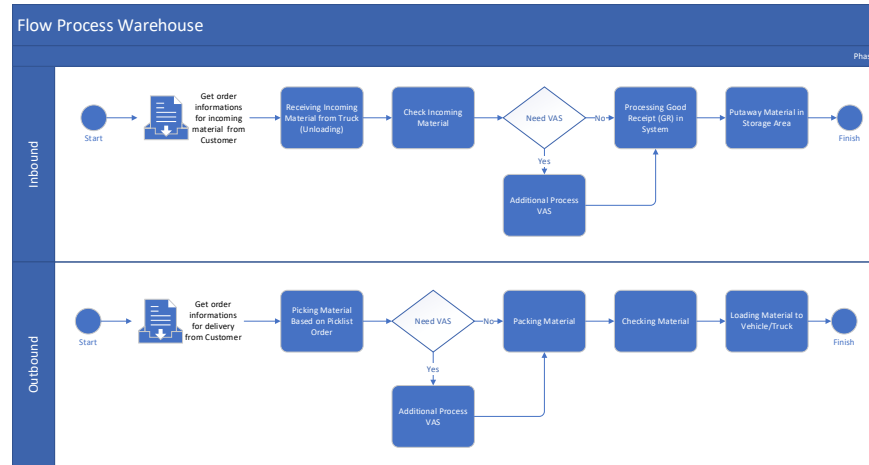 Flow Process Warehouse
Phas
Inbound
Start
Get order
informations
for incoming
material from
Customer
Receiving Incoming
Material from Truck
(Unloading)
Check Incoming
Material
Need VAS
No
Yes
Additional Process
VAS
Processing Good
Receipt (GR) in
System
Putaway Material in
Storage Area
Finish
Outbound
Start
Get order
informations
for delivery
from Customer
Picking Material
Based on Picklist
Order
Need VAS
No
Yes
Additional Process
VAS
Packing Material
Checking Material
Loading Material to
Vehicle/Truck
Finish